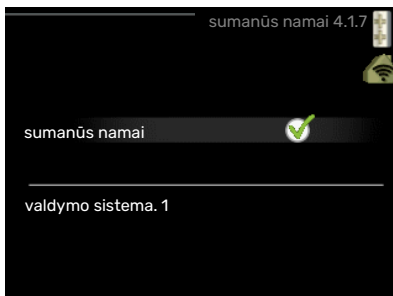 sumanūs namai 4.1.7
sumanūs namai
valdymo sistema. 1